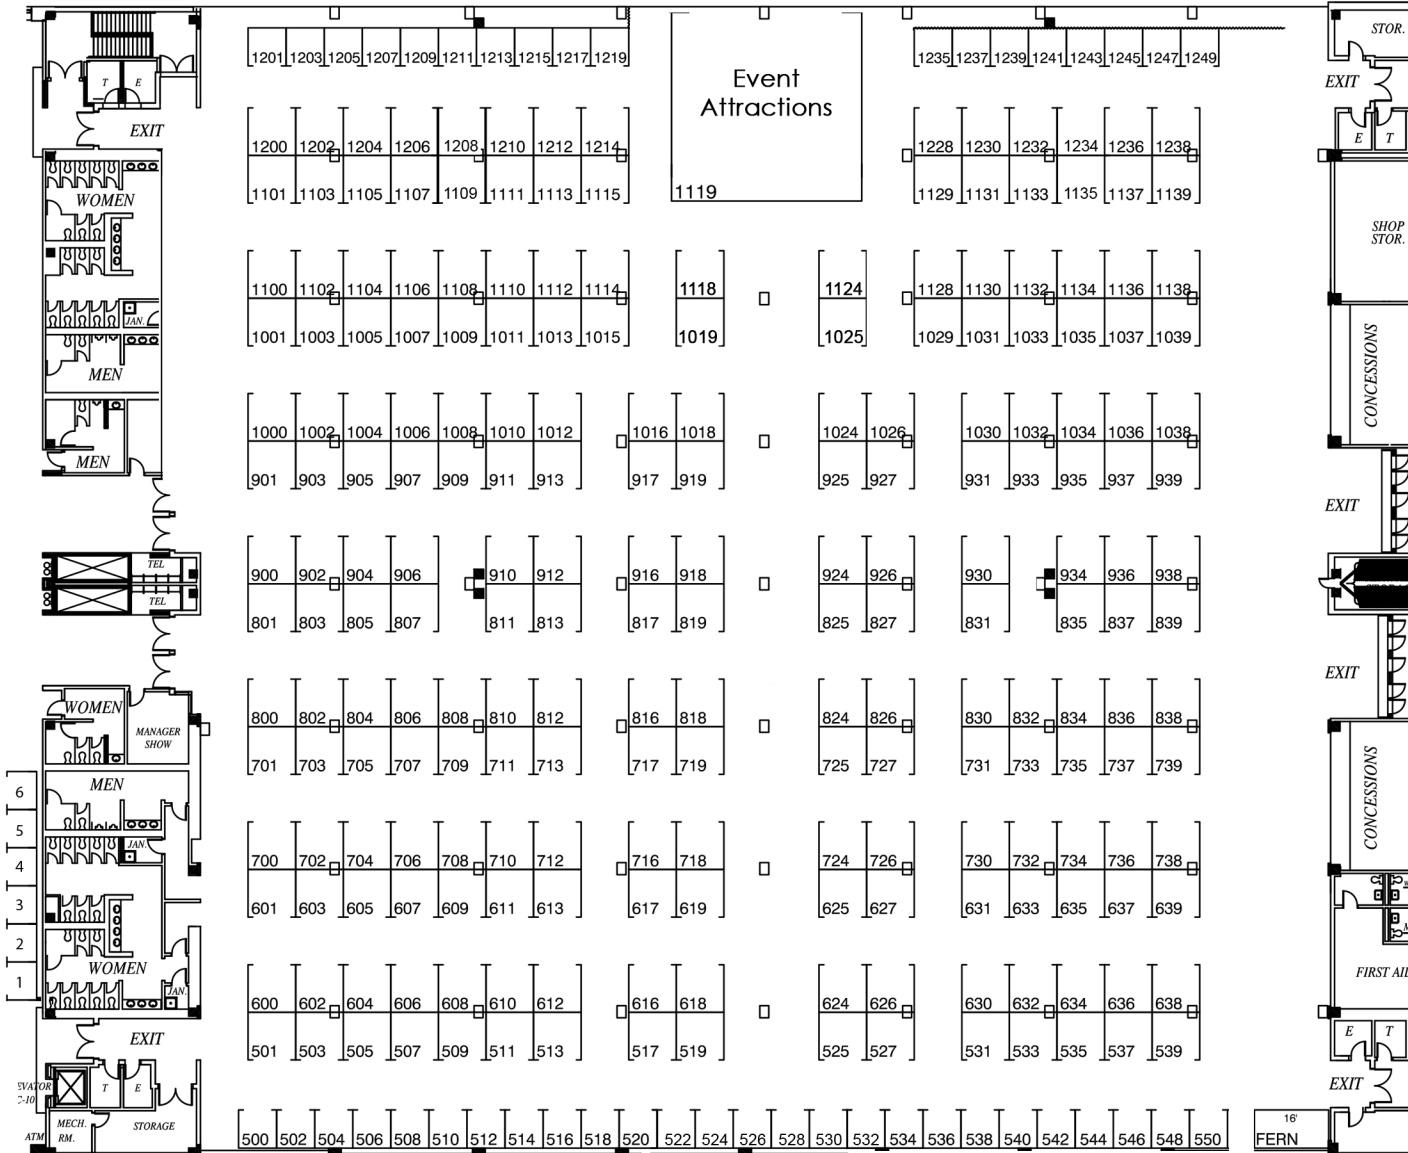 STOR.
1201 1203 1205 1207 1209 1211 1213 1215 1217 1219
1235 1237 1239 1241 1243 1245 1247 1249
Event
Attractions
EXIT
T E
EXIT
E T
1200 1202 1204 1206 1208 1210 1212 1214
1228 1230 1232 1234 1236 1238
1101 1103 1105 1107 1109 1111 1113 1115
1119
1129 1131 1133 1135 1137 1139
WOMEN
SHOP
STOR.
1100 1102 1104 1106 1108 1110 1112 1114
1118
1124
1128 1130 1132 1134 1136 1138
JAN.
1001 1003 1005 1007 1009 1011 1013 1015
1019
1025
1029 1031 1033 1035 1037 1039
MEN
CONCESSIONS
1000 1002 1004 1006 1008 1010 1012
1016 1018
1024 1026
1030 1032 1034 1036 1038
MEN
901 903 905 907 909 911 913
917 919
925 927
931 933 935 937 939
EXIT
TEL
900 902 904 906
910 912
916 918
924 926
930
934 936 938
TEL
801 803 805 807
811 813
817 819
825 827
831
835 837 839
EXIT
WOMEN
MANAGER
SHOW
800 802 804 806 808 810 812
816 818
824 826
830 832 834 836 838
701 703 705 707 709 711 713
717 719
725 727
731 733 735 737 739
MEN
CONCESSIONS
6
5
4
3
2
1
JAN.
700 702 704 706 708 710 712
716 718
724 726
730 732 734 736 738
601 603 605 607 609 611 613
617 619
625 627
631 633 635 637 639
WOMEN
JAN.
FIRST AID
600 602 604 606 608 610 612
616 618
624 626
630 632 634 636 638
EXIT
E T
501 503 505 507 509 511 513
517 519
525 527
531 533 535 537 539
EXIT
T E
MECH.
RM.
STORAGE
ATM
500 502 504 506 508 510 512 514 516 518 520 522 524 526 528 530 532 534 536 538 540 542 544 546 548 550
16'
FERN